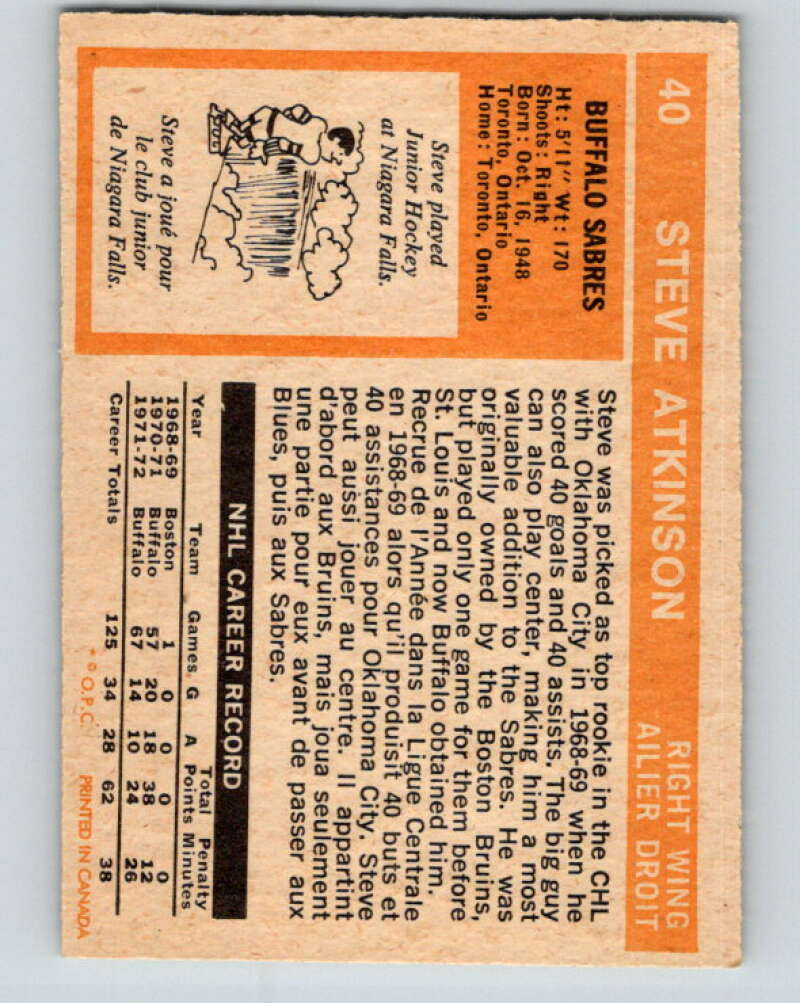 40 STEVE ATKINSON
RIGHT WING
AILIER DROIT
BUFFALO SABRES
Ht: 5'11" Wt: 170
Shoots: Right
Born: Oct. 16, 1948
Toronto, Ontario
Home: Toronto, Ontario
Steve played
Junior Hockey
at Niagara Falls.
Steve a joué pour
le club junior
de Niagara Falls.
Steve was picked as top rookie in the CHL
with Oklahoma City in 1968-69 when he
scored 40 goals and 40 assists. The big guy
can also play center, making him a most
valuable addition to the Sabres. He was
originally owned by the Boston Bruins,
but played only one game for them before
St. Louis and now Buffalo obtained him.
Recrue de l'Année dans la Ligue Centrale
en 1968-69 alors qu'il produisit 40 buts et
40 assistances pour Oklahoma City. Steve
peut aussi jouer au centre. Il appartint
d'abord aux Bruins, mais joua seulement
une partie pour eux avant de passer aux
Blues, puis aux Sabres.
NHL CAREER RECORD
Total Penalty
Year Team Games G A Points Minutes
1968-69 Boston 1 0 0 0 0
1970-71 Buffalo 57 20 18 38 12
1971-72 Buffalo 67 14 10 24 26
Career Totals 125 34 28 62 38
* © O.P.C. PRINTED IN CANADA